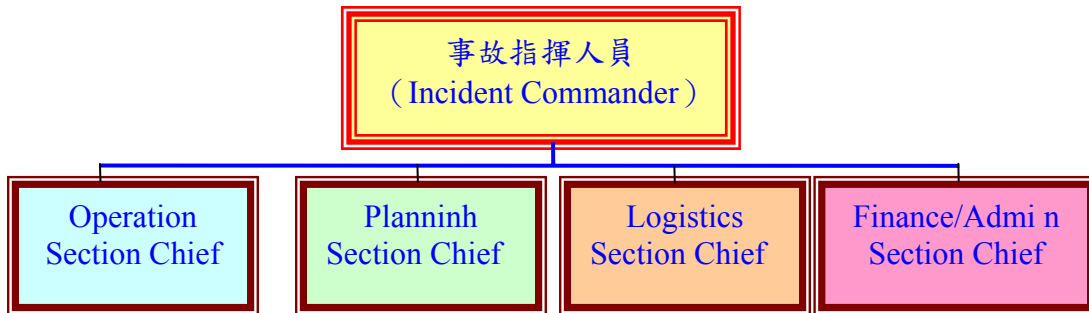 事故指揮人員
（Incident Commander）
Operation
Section Chief
Planninh
Section Chief
Logistics
Section Chief
Finance/Admi n
Section Chief